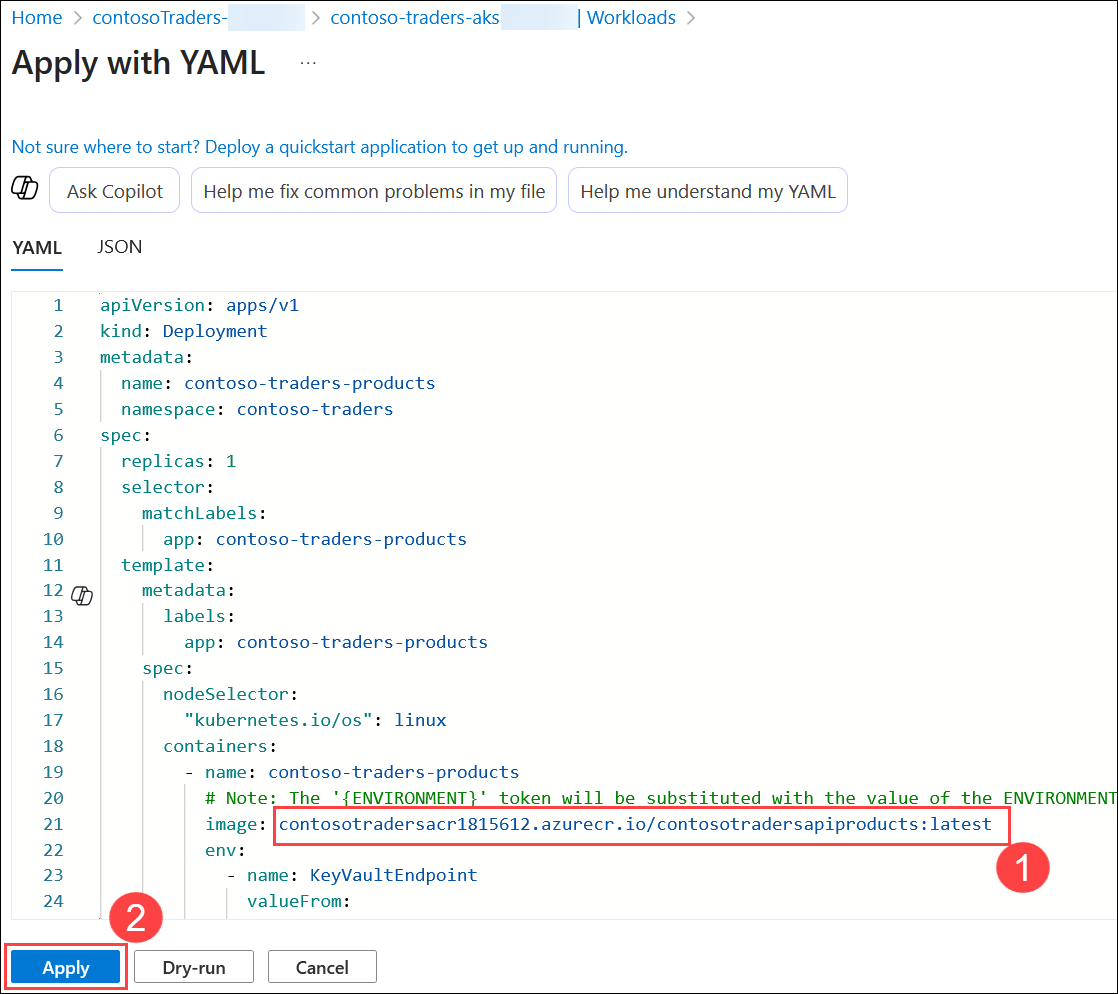 Home > contosoTraders- > contoso-traders-aks | Workloads >
Apply with YAML ...
Not sure where to start? Deploy a quickstart application to get up and running.
Ask Copilot Help me fix common problems in my file Help me understand my YAML
YAML JSON
1 apiVersion: apps/v1
2 kind: Deployment
3 metadata:
4 name: contoso-traders-products
5 namespace: contoso-traders
6 spec:
7 replicas: 1
8 selector:
9 matchLabels:
10 app: contoso-traders-products
11 template:
12 metadata:
13 labels:
14 app: contoso-traders-products
15 spec:
16 nodeSelector:
17 "kubernetes.io/os": linux
18 containers:
19 - name: contoso-traders-products
20 # Note: The '{ENVIRONMENT}' token will be substituted with the value of the ENVIRONMENT
21 image: contosotradersacr1815612.azurecr.io/contosotradersapiproducts:latest
22 env:
1
23 - name: KeyVaultEndpoint
24 valueFrom:
2
Apply Dry-run Cancel